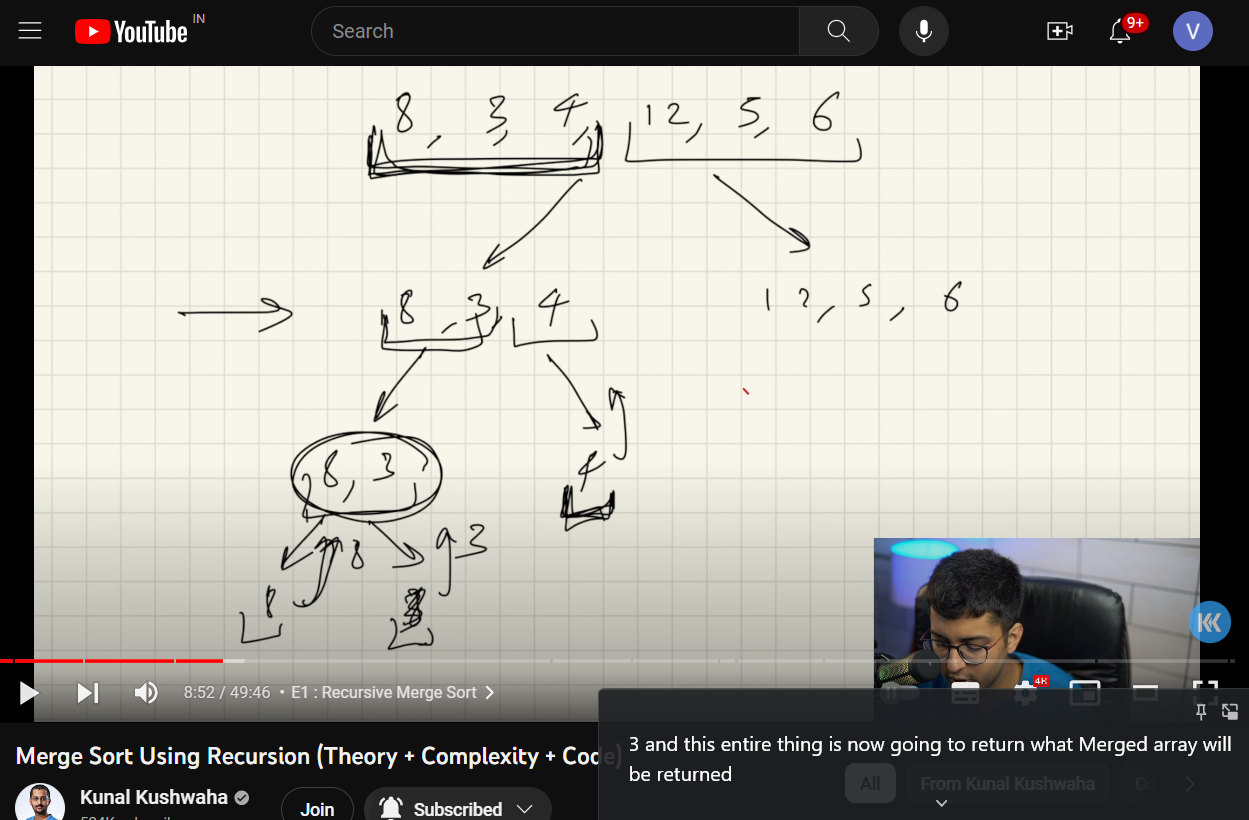 YouTube IN
Search
9+
V
8, 3, 4, 12, 5, 6
8, 3, 4
12, 5, 6
8, 3,
4
8 3
8
4K
8:52 / 49:46 • E1 : Recursive Merge Sort
Merge Sort Using Recursion (Theory + Complexity + Code)
3 and this entire thing is now going to return what Merged array will
be returned
All From Kunal Kushwaha
Kunal Kushwaha
Join
Subscribed